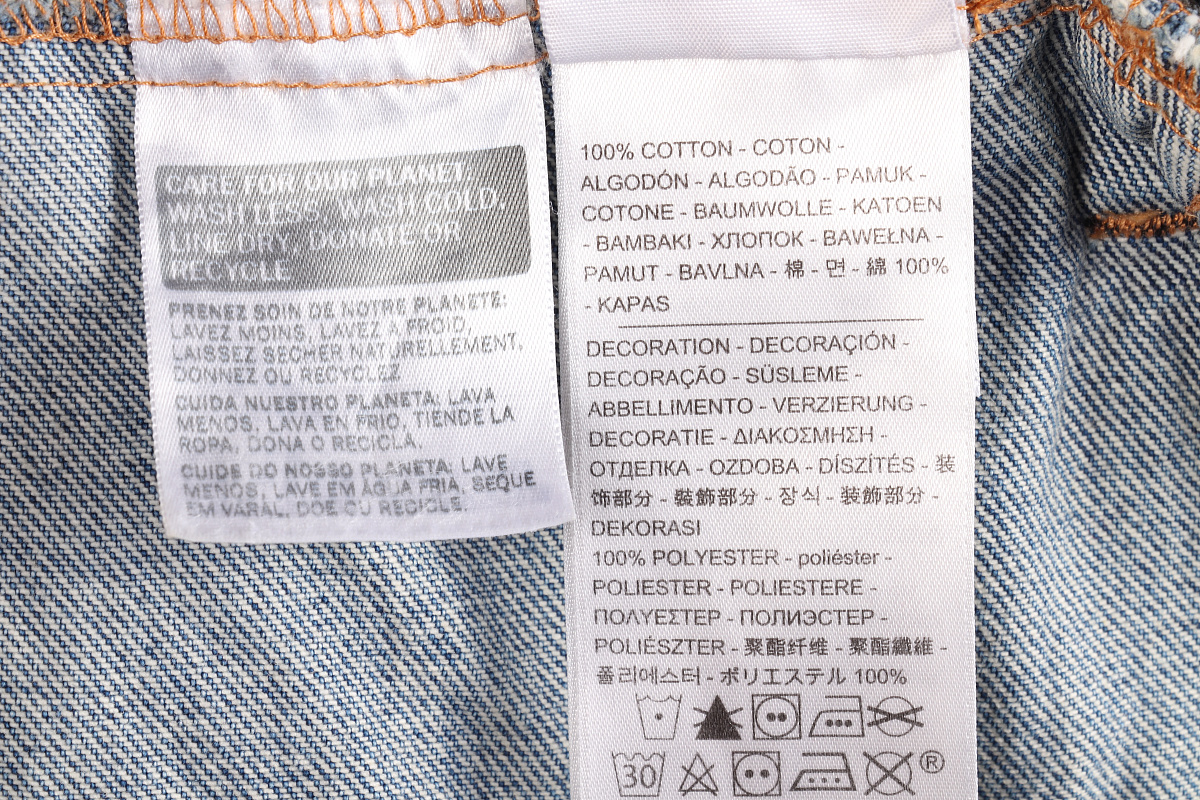 CARE FOR OUR PLANET
WASH LESS, WASH COLD,
LINE DRY, DONATE OR
RECYCLE
PRENEZ SOIN DE NOTRE PLANETE:
LAVEZ MOINS, LAVEZ A FROID,
LAISSEZ SECHER NATURELLEMENT,
DONNEZ OU RECYCLEZ
CUIDA NUESTRO PLANETA: LAVA
MENOS, LAVA EN FRIO, TIENDE LA
ROPA, DONA O RECICLA.
CUIDE DO NOSSO PLANETA: LAVE
MENOS, LAVE EM ÁGUA FRIA, SEQUE
EM VARAL, DOE OU RECICLE.
100% COTTON - COTON -
ALGODÓN - ALGODÃO - PAMUK -
COTONE - BAUMWOLLE - KATOEN
- BAMBAKI - ХЛОПОК - BAWEŁNA -
PAMUT - BAVLNA - 棉 - 면 - 綿 100%
- KAPAS
DECORATION - DECORAÇIÓN -
DECORAÇÃO - SÜSLEME -
ABBELLIMENTO - VERZIERUNG -
DECORATIE - ΔΙΑΚΟΣΜΗΣΗ -
ОТДЕЛКА - OZDOBA - DÍSZÍTÉS - 装
饰部分 - 裝飾部分 - 장식 - 装飾部分 -
DEKORASI
100% POLYESTER - poliéster -
POLIESTER - POLIESTERE -
ΠΟΛΥΕΣΤΕΡ - ПОЛИЭСТЕР -
POLIÉSZTER - 聚酯纤维 - 聚酯纖維 -
폴리에스터 - ポリエステル 100%
30 ®